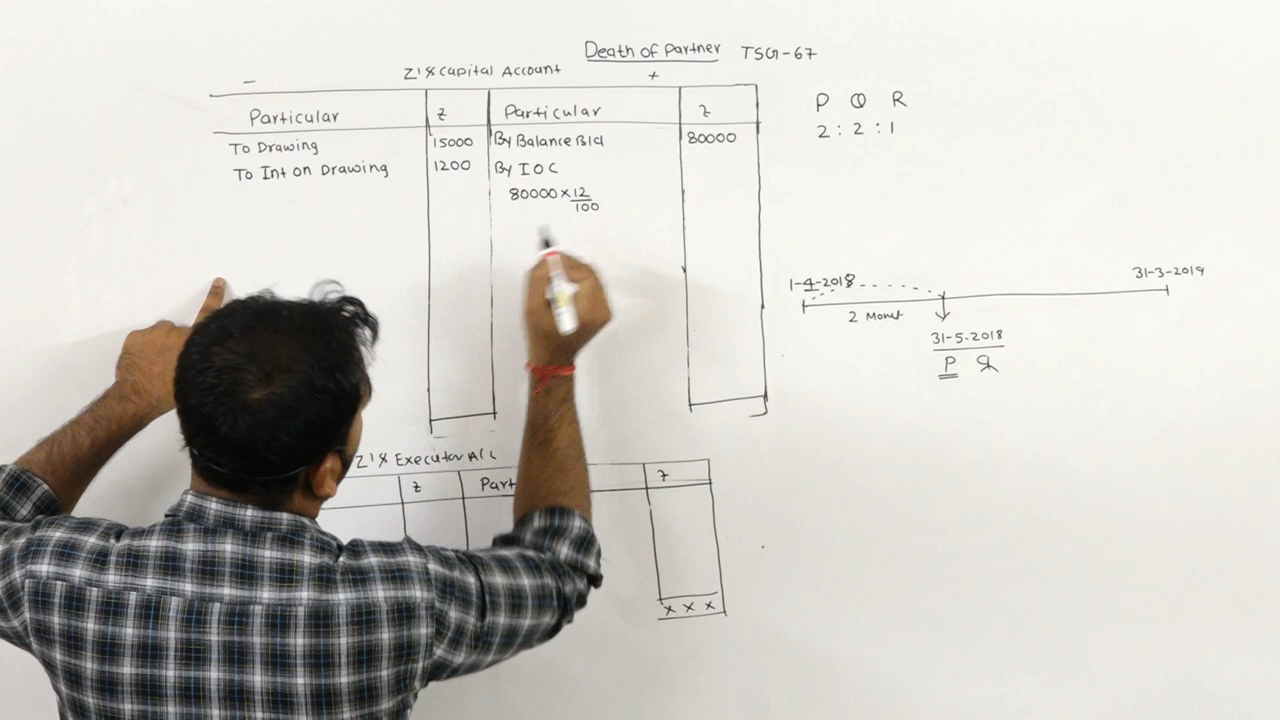 Death of Partner TSG-67
Z's Capital Account
- +
Particular Z Particular Z
To Drawing 15000 By Balance B/d 80000
To Int on Drawing 1200 By IOC
80000 × 12/100
P Q R
2 : 2 : 1
1-4-2018 31-3-2019
2 Mont
31-5-2018
P
Z's Executor A/c
Z Part Z
× × ×